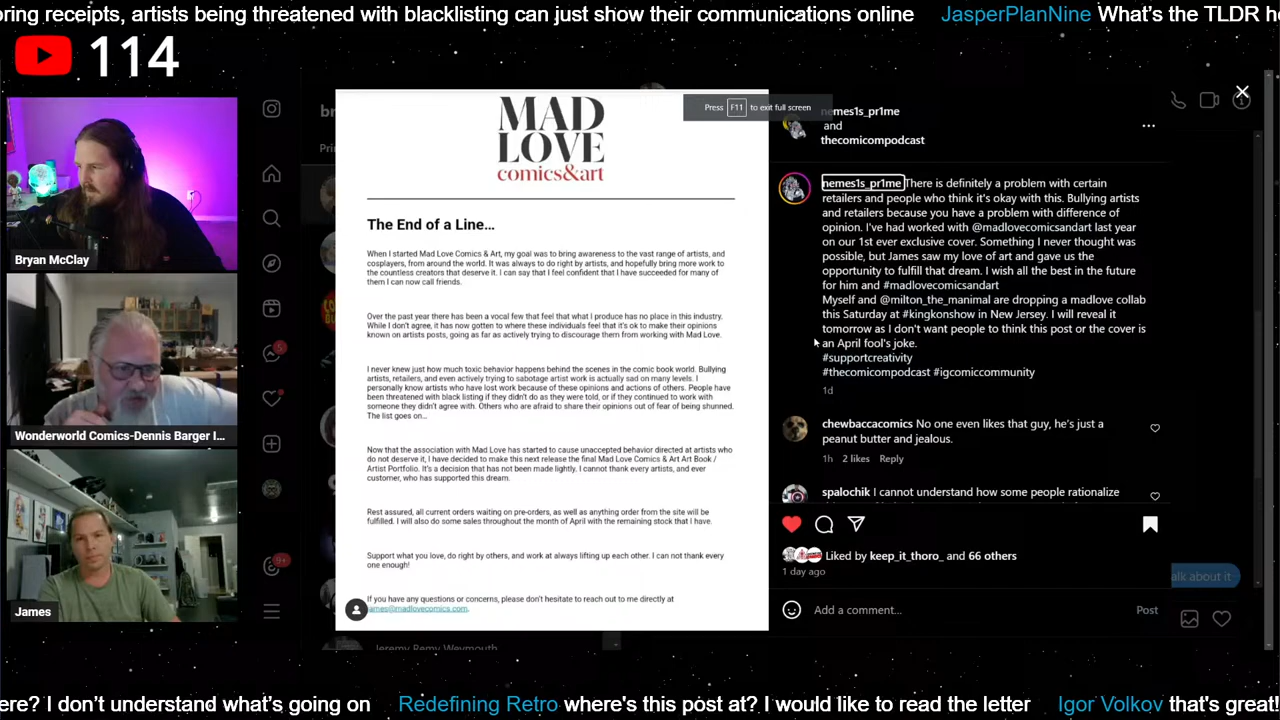 oring receipts, artists being threatened with blacklisting can just show their communications online JasperPlanNine What's the TLDR h
114
Bryan McClay
Wonderworld Comics-Dennis Barger I...
James
MAD
LOVE
comics&art
The End of a Line...
When I started Mad Love Comics & Art, my goal was to bring awareness to the vast range of artists, and
cosplayers, from around the world. It was always to do right by artists, and hopefully bring more work to
the countless creators that deserve it. I can say that I feel confident that I have succeeded for many of
them I can now call friends.
Over the past year there has been a vocal few that feel that what I produce has no place in this industry.
While I don't agree, it has now gotten to where these individuals feel that it's ok to make their opinions
known on artists posts, going as far as actively trying to discourage them from working with Mad Love.
I never knew just how much toxic behavior happens behind the scenes in the comic book world. Bullying
artists, retailers, and even actively trying to sabotage artist work is actually sad on many levels. I
personally know artists who have lost work because of these opinions and actions of others. People have
been threatened with black listing if they didn't do as they were told, or if they continued to work with
someone they didn't agree with. Others who are afraid to share their opinions out of fear of being shunned.
The list goes on...
Now that the association with Mad Love has started to cause unaccepted behavior directed at artists who
do not deserve it, I have decided to make this next release the final Mad Love Comics & Art Art Book /
Artist Portfolio. It's a decision that has not been made lightly. I cannot thank every artists, and ever
customer, who has supported this dream.
Rest assured, all current orders waiting on pre-orders, as well as anything order from the site will be
fulfilled. I will also do some sales throughout the month of April with the remaining stock that I have.
Support what you love, do right by others, and work at always lifting up each other. I can not thank every
one enough!
If you have any questions or concerns, please don't hesitate to reach out to me directly at
james@madlovecomics.com.
Press F11 to exit full screen
nemes1s_pr1me
and
thecomicompodcast
nemes1s_pr1me There is definitely a problem with certain
retailers and people who think it's okay with this. Bullying artists
and retailers because you have a problem with difference of
opinion. I've had worked with @madlovecomicsandart last year
on our 1st ever exclusive cover. Something I never thought was
possible, but James saw my love of art and gave us the
opportunity to fulfill that dream. I wish all the best in the future
for him and #madlovecomicsandart
Myself and @milton_the_manimal are dropping a madlove collab
this Saturday at #kingkonshow in New Jersey. I will reveal it
tomorrow as I don't want people to think this post or the cover is
an April fool's joke.
#supportcreativity
#thecomicompodcast #igcomiccommunity
1d
chewbaccacomics No one even likes that guy, he's just a
peanut butter and jealous.
1h 2 likes Reply
spalochik I cannot understand how some people rationalize
Liked by keep_it_thoro_ and 66 others
1 day ago
Add a comment...
Post
alk about it
Jeremy Remy Weymouth
ere? I don't understand what's going on Redefining Retro where's this post at? I would like to read the letter Igor Volkov that's great!